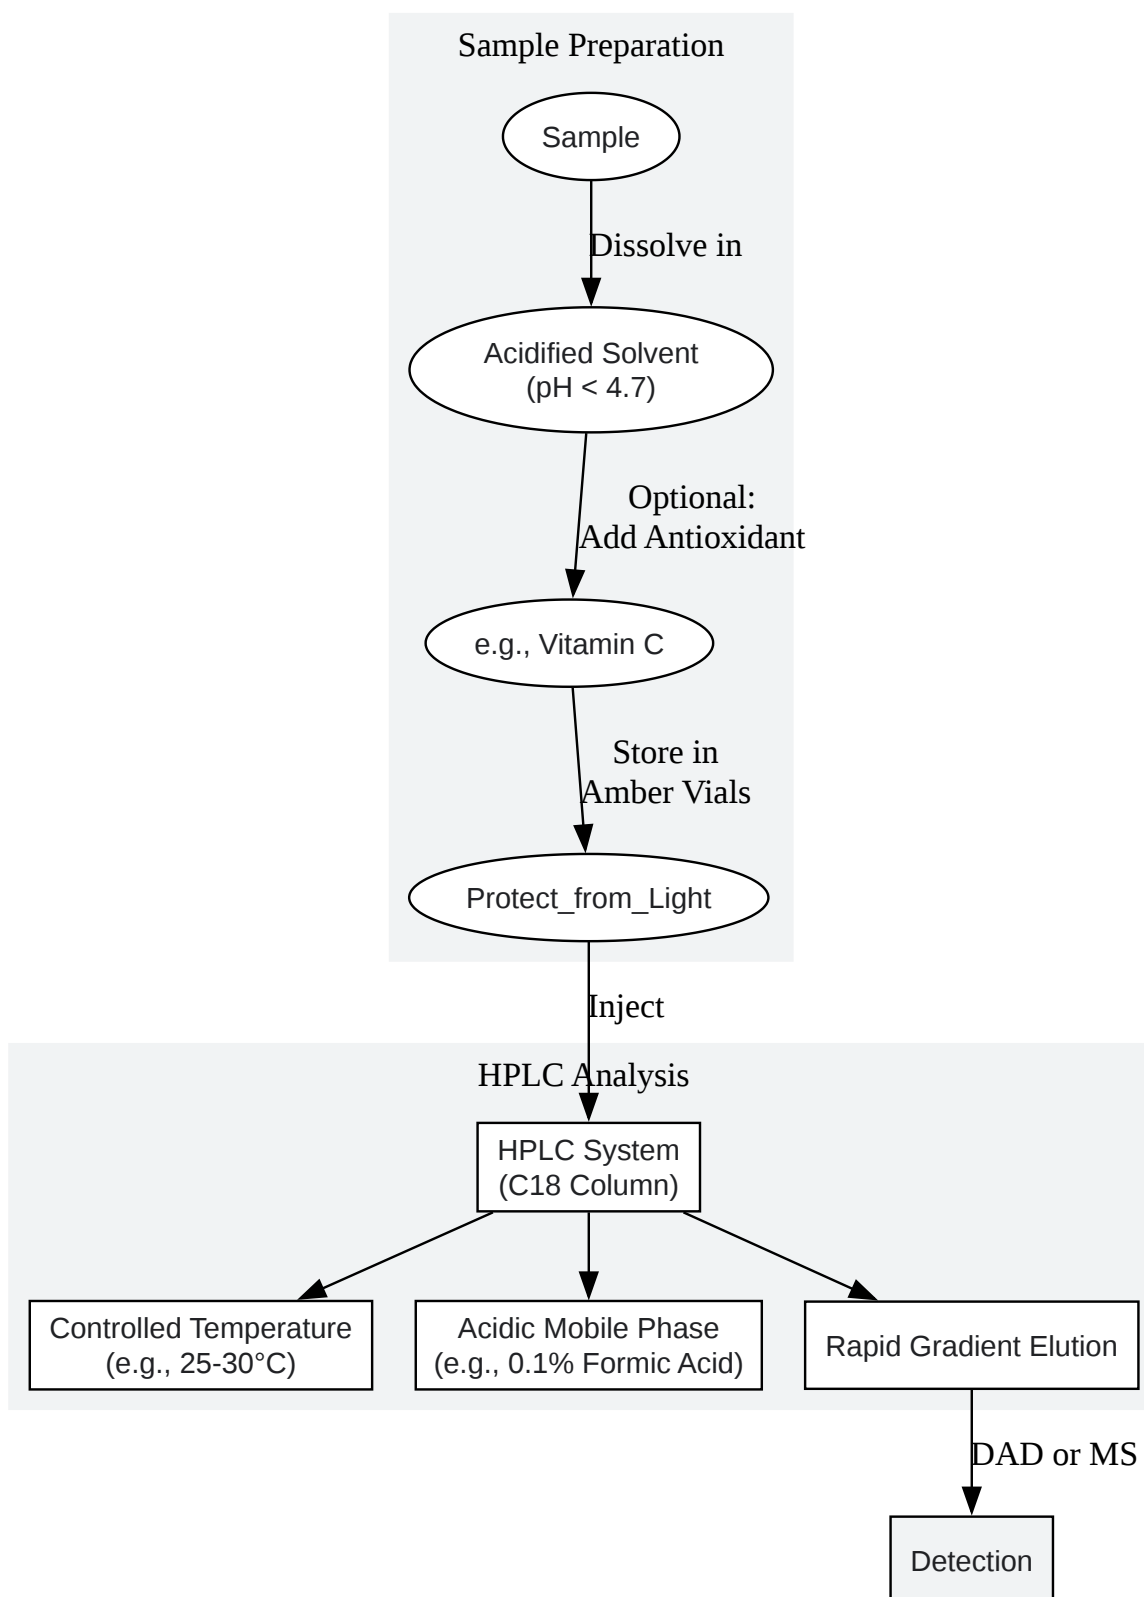 Sample Preparation
Sample
Dissolve in
Acidified Solvent
(pH < 4.7)
Optional:
Add Antioxidant
e.g., Vitamin C
Store in
Amber Vials
Protect_from_Light
Inject
HPLC Analysis
HPLC System
(C18 Column)
Controlled Temperature
(e.g., 25-30°C)
Acidic Mobile Phase
(e.g., 0.1% Formic Acid)
Rapid Gradient Elution
DAD or MS
Detection